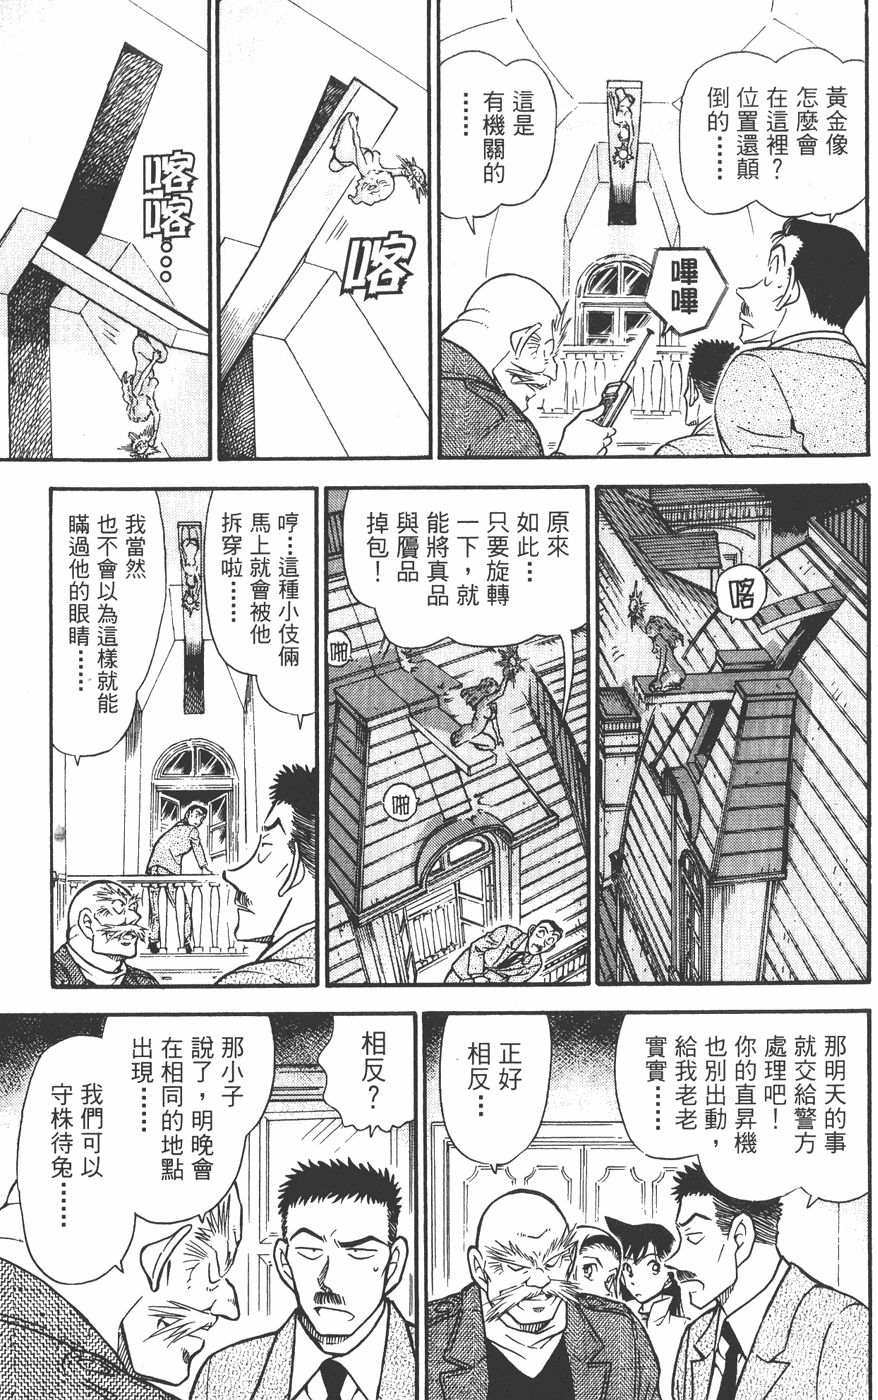 黃金像
怎麼會
在這裡？
位置還顛
倒的……
這是
有機關的
……
嗶
嗶
喀
喀
喀…
喀
原來
如此…
只要旋轉
一下，就
能將真品
與贗品
掉包！
啪
啪
哼…這種小伎倆
馬上就會被他
拆穿啦……
我當然
也不會以為這樣就能
瞞過他的眼睛……
那明天的事
就交給警方
處理吧！
你的直昇機
也別出動，
給我老老
實實……
正好
相反…
相反？
那小子
說了，明晚會
在相同的地點
出現……
我們可以
守株待兔……